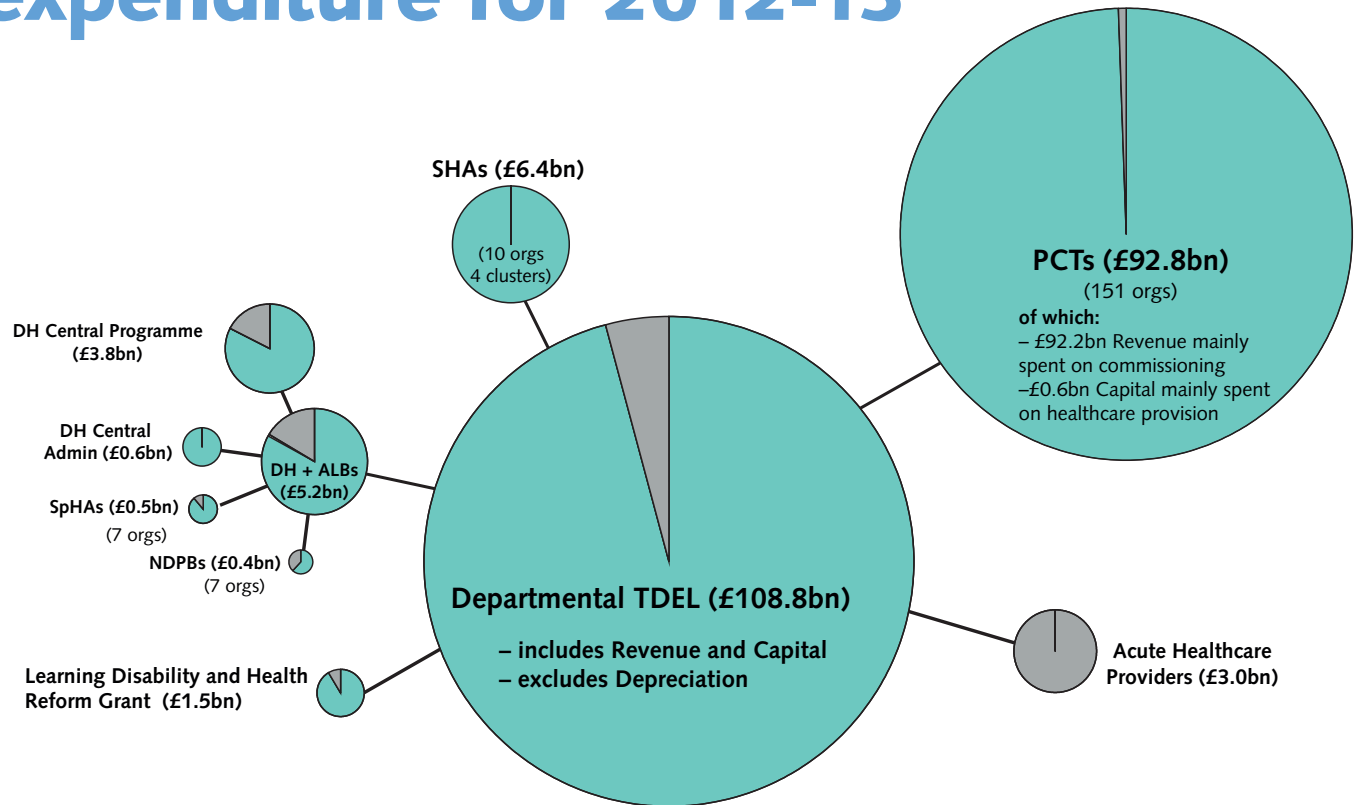 expenditure for 2012-13
SHAs (£6.4bn)
(10 orgs
4 clusters)
PCTs (£92.8bn)
(151 orgs)
of which:
– £92.2bn Revenue mainly
spent on commissioning
–£0.6bn Capital mainly spent
on healthcare provision
DH Central Programme
(£3.8bn)
DH Central
Admin (£0.6bn)
DH + ALBs
(£5.2bn)
SpHAs (£0.5bn)
(7 orgs)
NDPBs (£0.4bn)
(7 orgs)
Departmental TDEL (£108.8bn)
– includes Revenue and Capital
– excludes Depreciation
Learning Disability and Health
Reform Grant (£1.5bn)
Acute Healthcare
Providers (£3.0bn)